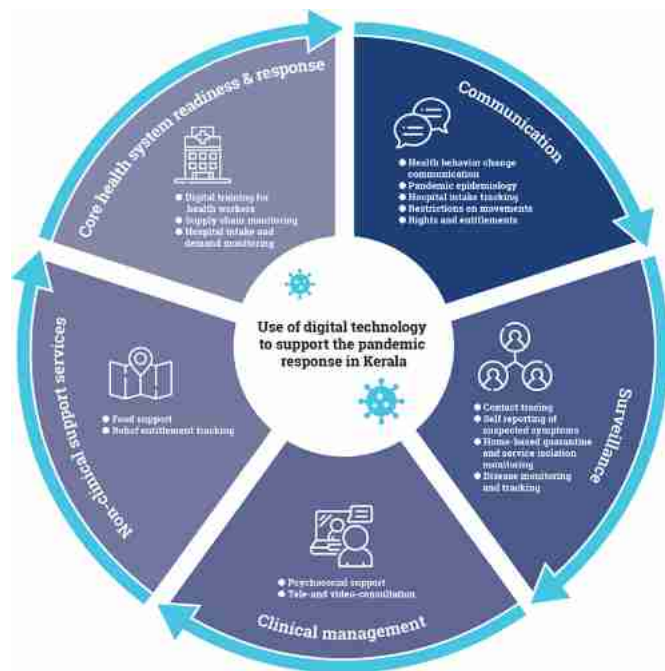 Core health system readiness & response
Digital training for
health workers
Supply chain monitoring
Hospital intake and
demand monitoring
Communication
Health behavior change
communication
Pandemic epidemiology
Hospital intake tracking
Restrictions on movements
Rights and entitlements
Use of digital technology
to support the pandemic
response in Kerala
Surveillance
Contact tracing
Self reporting of
suspected symptoms
Home-based quarantine
and service isolation
monitoring
Disease monitoring
and tracking
Clinical management
Psychosocial support
Tele-and video-consultation
Non-clinical support services
Food support
Relief entitlement tracking